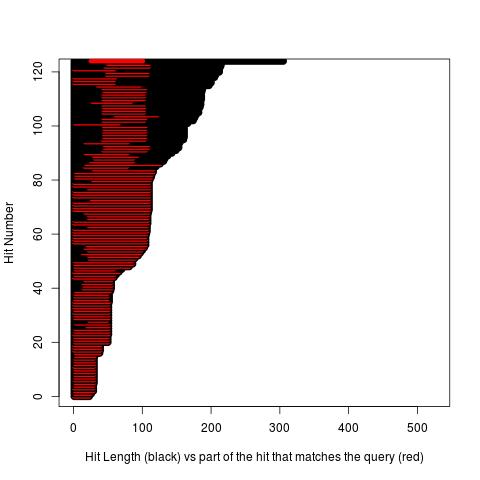 120
100
80
60
40
20
0
Hit Number
0 100 200 300 400 500
Hit Length (black) vs part of the hit that matches the query (red)